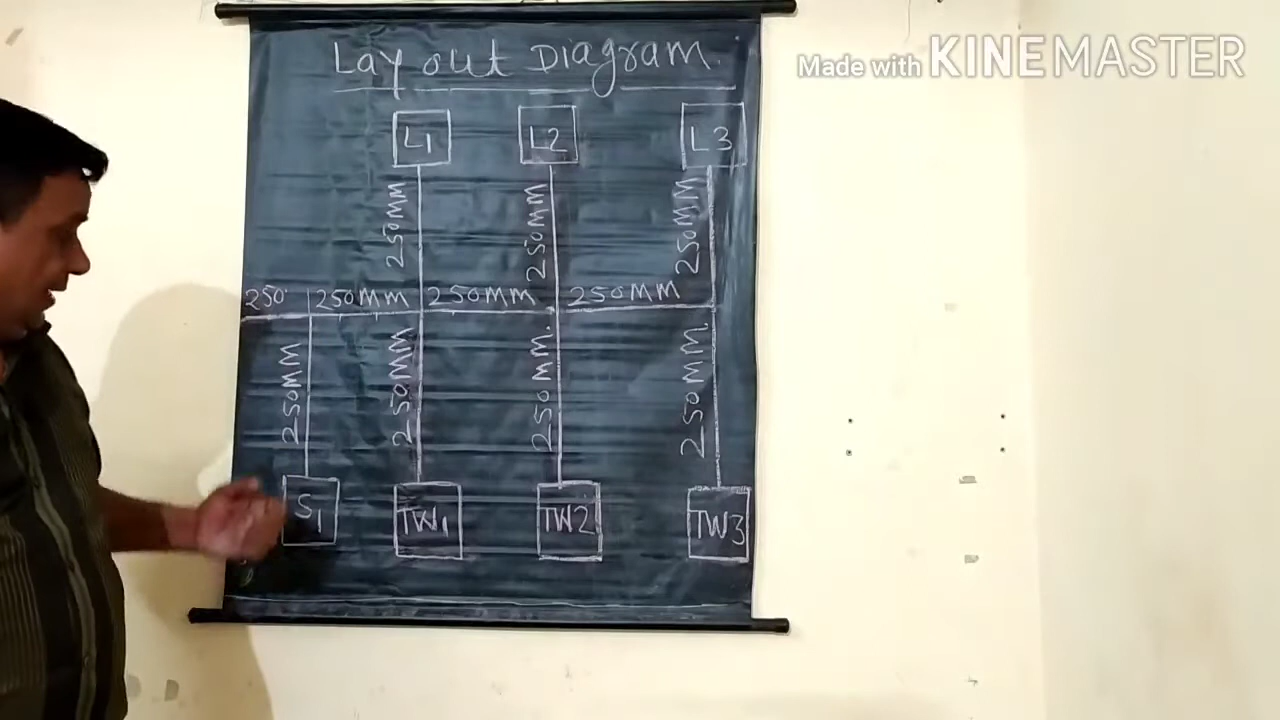 Made with KINEMASTER
Lay out Diagram.
L1 L2 L3
250MM 250MM 250MM
250 250MM 250MM 250MM
250MM 250MM 250MM. 250MM.
S1 TW1 TW2 TW3